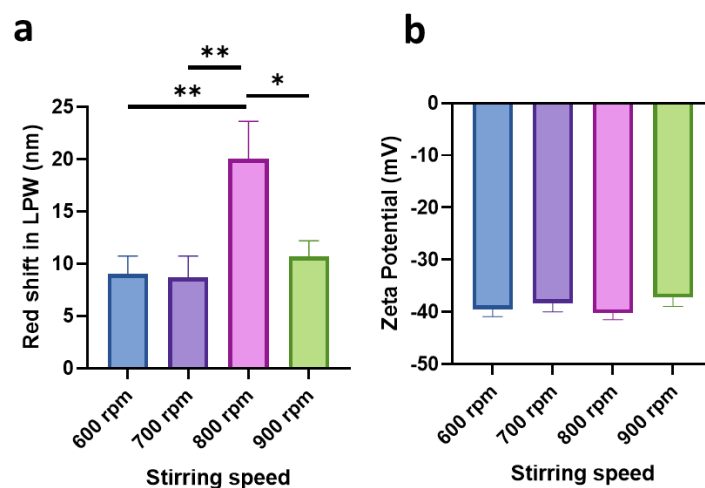 a
b
**
**
*
Red shift in LPW (nm)
25
20
15
10
5
0
600 rpm
700 rpm
800 rpm
900 rpm
Stirring speed
Zeta Potential (mV)
0
-10
-20
-30
-40
-50
600 rpm
700 rpm
800 rpm
900 rpm
Stirring speed